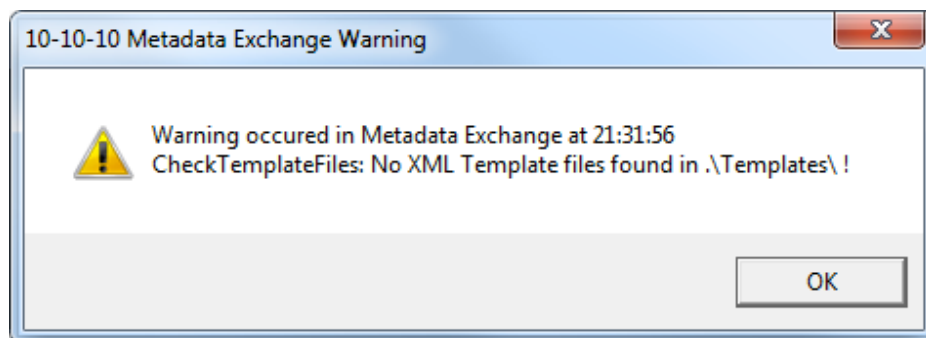 10-10-10 Metadata Exchange Warning
Warning occured in Metadata Exchange at 21:31:56
CheckTemplateFiles: No XML Template files found in .\Templates\ !
OK